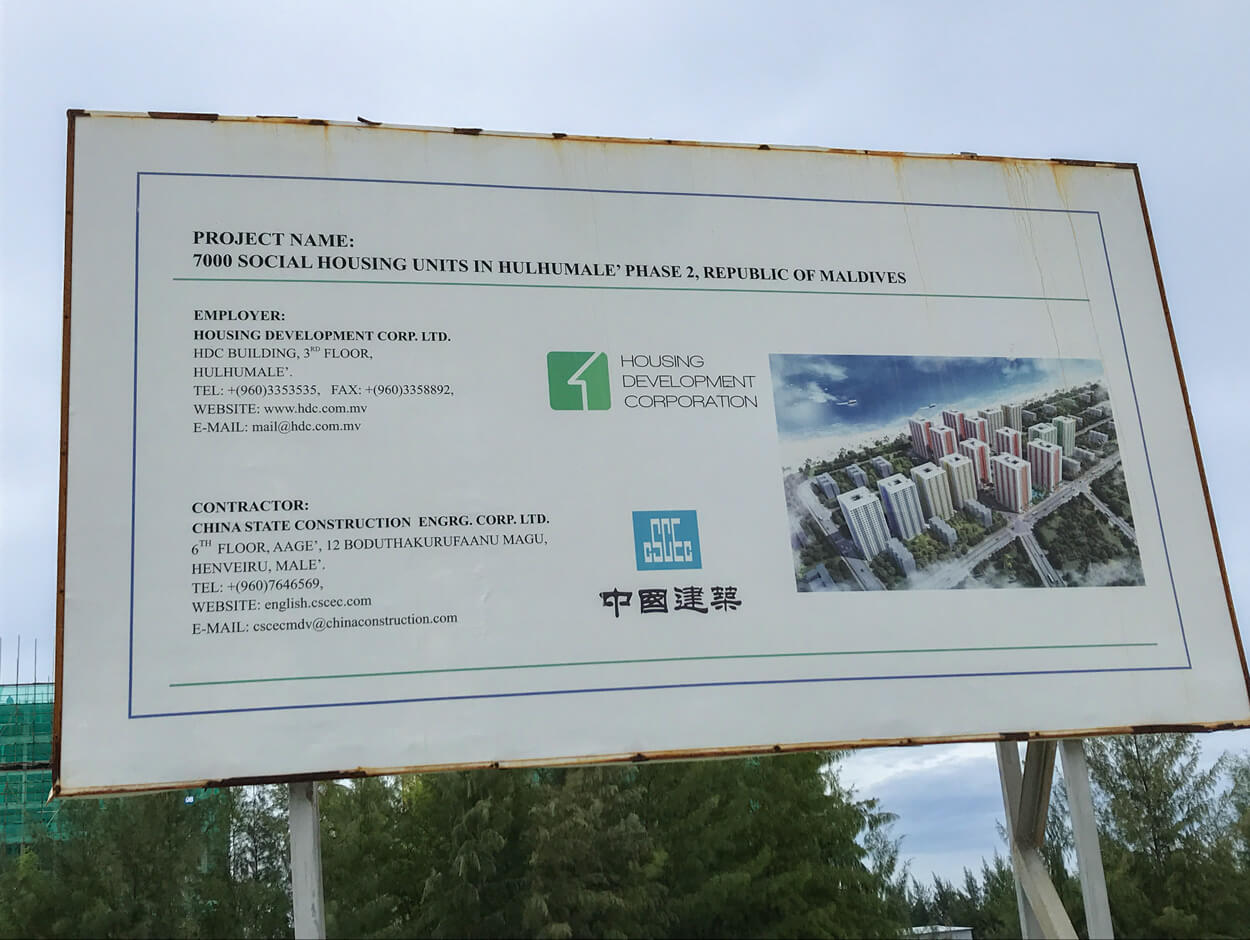 PROJECT NAME:
7000 SOCIAL HOUSING UNITS IN HULHUMALE’ PHASE 2, REPUBLIC OF MALDIVES
EMPLOYER:
HOUSING DEVELOPMENT CORP. LTD.
HDC BUILDING, 3RD FLOOR,
HULHUMALE’.
TEL: +(960)3353535, FAX: +(960)3358892,
WEBSITE: www.hdc.com.mv
E-MAIL: mail@hdc.com.mv
HOUSING
DEVELOPMENT
CORPORATION
CONTRACTOR:
CHINA STATE CONSTRUCTION ENGRG. CORP. LTD.
6TH FLOOR, AAGE’, 12 BODUTHAKURUFAANU MAGU,
HENVEIRU, MALE’.
TEL: +(960)7646569,
WEBSITE: english.cscec.com
E-MAIL: cscecmdv@chinaconstruction.com
CSCEC
中國建築